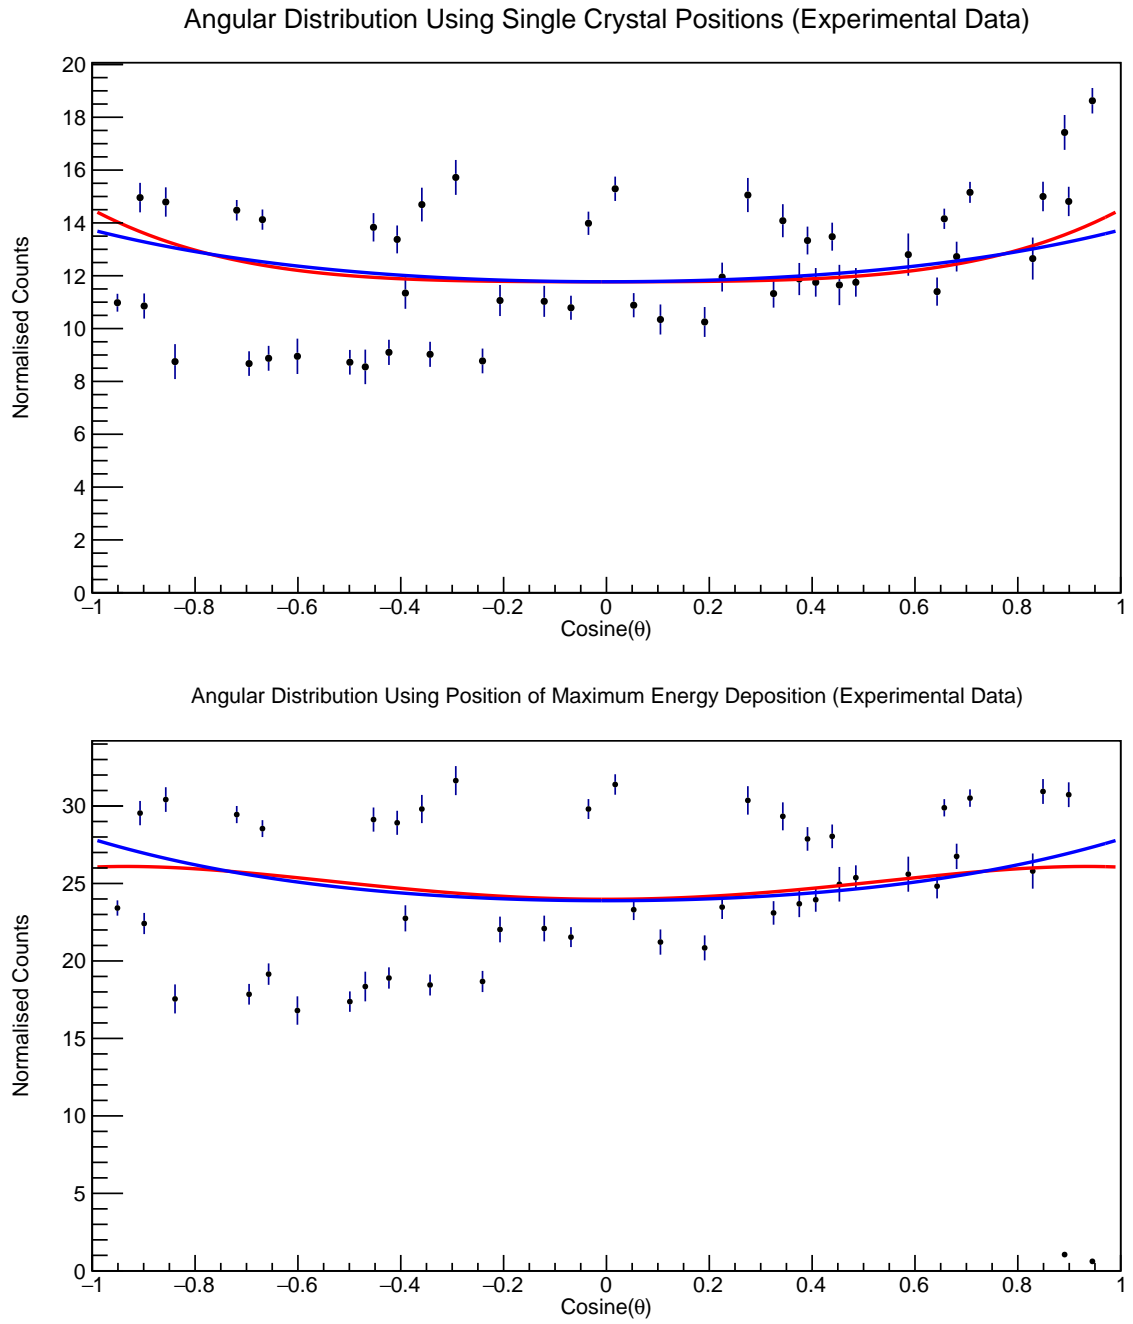 Angular Distribution Using Single Crystal Positions (Experimental Data)
20
18
16
14
12
10
8
6
4
2
0
Normalised Counts
−1 −0.8 −0.6 −0.4 −0.2 0 0.2 0.4 0.6 0.8 1
Cosine(θ)
Angular Distribution Using Position of Maximum Energy Deposition (Experimental Data)
30
25
20
15
10
5
0
Normalised Counts
−1 −0.8 −0.6 −0.4 −0.2 0 0.2 0.4 0.6 0.8 1
Cosine(θ)